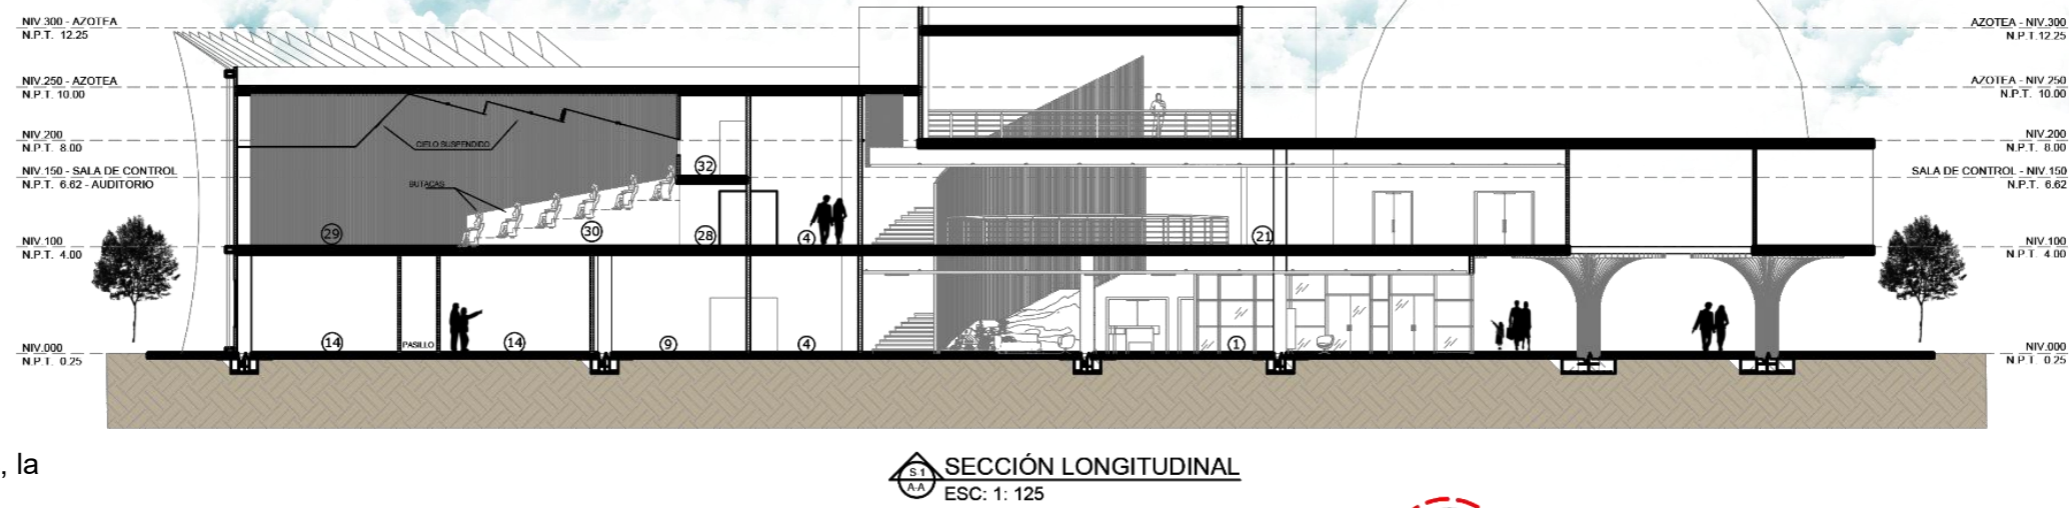 NIV.300 - AZOTEA
N.P.T. 12.25
NIV.250 - AZOTEA
N.P.T. 10.00
NIV.200
N.P.T. 8.00
NIV.150 - SALA DE CONTROL
N.P.T. 6.62 - AUDITORIO
NIV.100
N.P.T. 4.00
NIV.000
N.P.T. 0.25
CIELO SUSPENDIDO
BUTACAS
32
29
30
28
4
21
14
PASILLO
14
9
4
1
AZOTEA - NIV.300
N.P.T. 12.25
AZOTEA - NIV.250
N.P.T. 10.00
NIV.200
N.P.T. 8.00
SALA DE CONTROL - NIV.150
N.P.T. 6.62
NIV.100
N.P.T. 4.00
NIV.000
N.P.T. 0.25
, la
S.1
A-A
SECCIÓN LONGITUDINAL
ESC: 1: 125